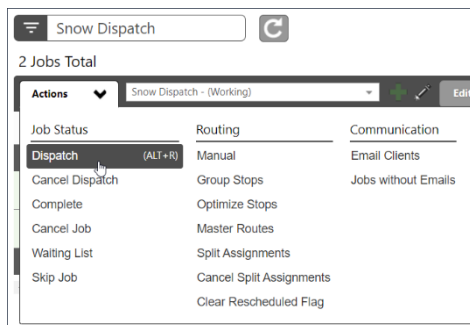 Snow Dispatch
2 Jobs Total
Actions
Snow Dispatch - (Working)
Edi
Job Status
Routing
Communication
Dispatch (ALT+R)
Manual
Email Clients
Cancel Dispatch
Group Stops
Jobs without Emails
Complete
Optimize Stops
Cancel Job
Master Routes
Waiting List
Split Assignments
Skip Job
Cancel Split Assignments
Clear Rescheduled Flag